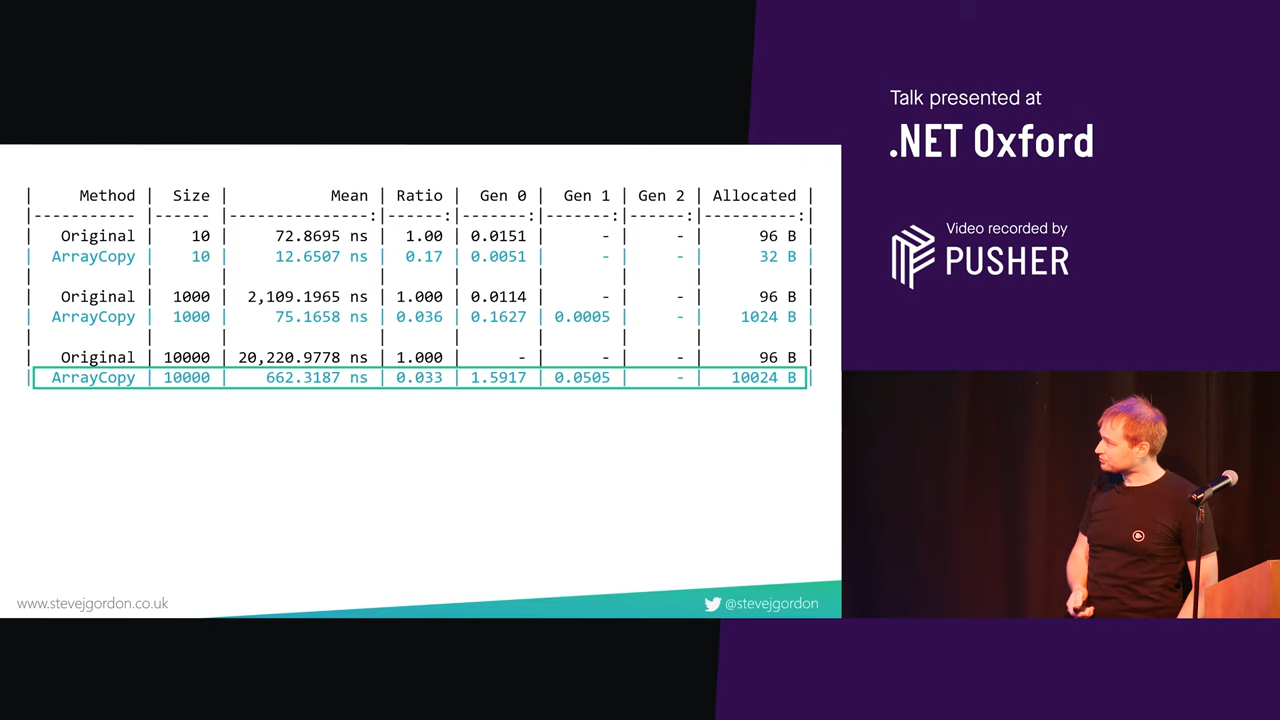 Talk presented at
.NET Oxford
Video recorded by
PUSHER
| Method | Size | Mean | Ratio | Gen 0 | Gen 1 | Gen 2 | Allocated |
|----------- |------ |---------------:|------:|-------:|-------:|------:|----------:|
| Original | 10 | 72.8695 ns | 1.00 | 0.0151 | - | - | 96 B |
| ArrayCopy | 10 | 12.6507 ns | 0.17 | 0.0051 | - | - | 32 B |
| | | | | | | | |
| Original | 1000 | 2,109.1965 ns | 1.000 | 0.0114 | - | - | 96 B |
| ArrayCopy | 1000 | 75.1658 ns | 0.036 | 0.1627 | 0.0005 | - | 1024 B |
| | | | | | | | |
| Original | 10000 | 20,220.9778 ns | 1.000 | - | - | - | 96 B |
| ArrayCopy | 10000 | 662.3187 ns | 0.033 | 1.5917 | 0.0505 | - | 10024 B |
www.stevejgordon.co.uk
@stevejgordon